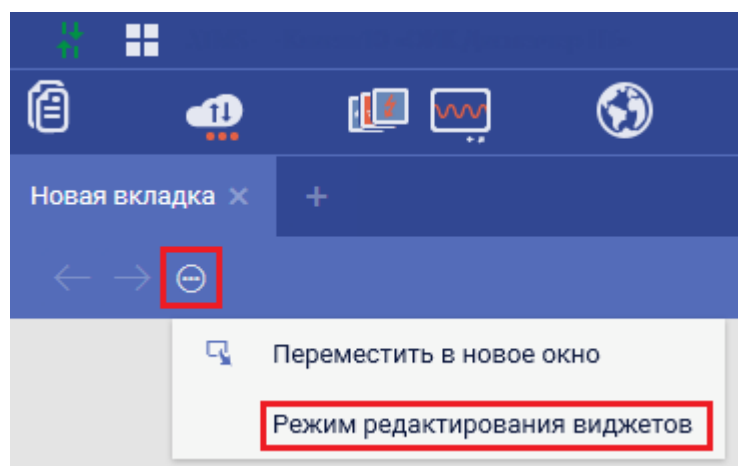 Новая вкладка
Переместить в новое окно
Режим редактирования виджетов